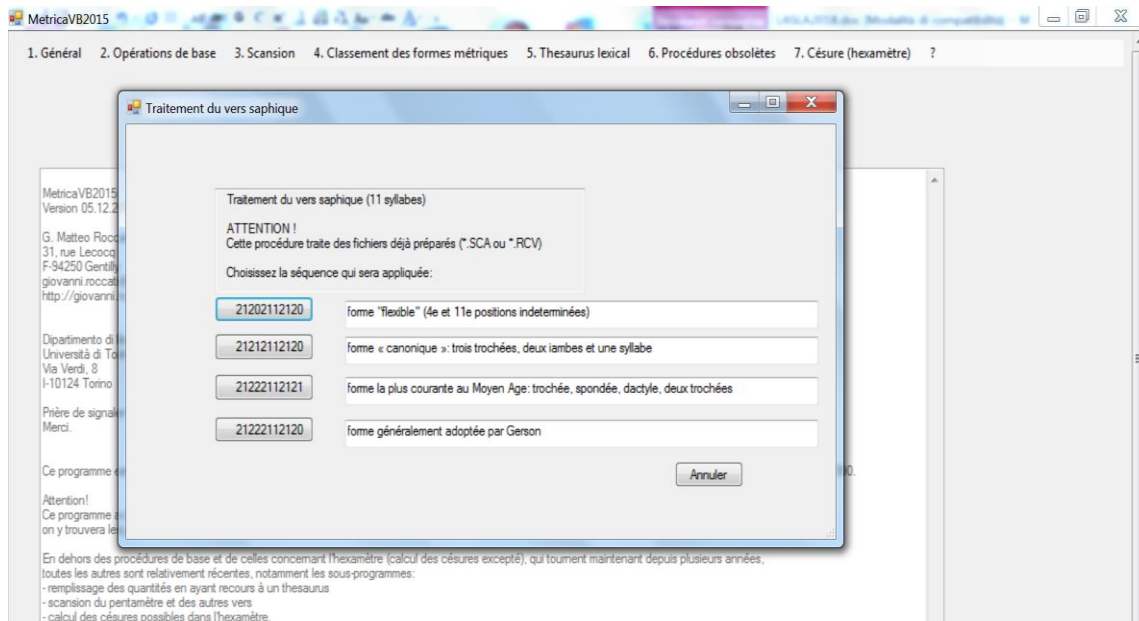 MetricaVB2015
1. Général 2. Opérations de base 3. Scansion 4. Classement des formes métriques 5. Thesaurus lexical 6. Procédures obsolètes 7. Césure (hexamètre) ?
Traitement du vers saphique
Traitement du vers saphique (11 syllabes)
ATTENTION !
Cette procédure traite des fichiers déjà préparés (*.SCA ou *.RCV)
Choisissez la séquence qui sera appliquée:
21202112120 forme "flexible" (4e et 11e positions indeterminées)
21212112120 forme « canonique »: trois trochées, deux iambes et une syllabe
21222112121 forme la plus courante au Moyen Age: trochée, spondée, dactyle, deux trochées
21222112120 forme généralement adoptée par Gerson
Annuler
MetricaVB2015
Version 05.12.2
G. Matteo
31, rue Lecocq
F-94250 Gentilly
http://giovanni
Dipartimento di
Università di
Via Verdi, 8
I-10124 Torino
Prière de
Merci.
Ce programme
Attention!
Ce programme
on y trouvera
En dehors des procédures de base et de celles concernant l'hexamètre (calcul des césures excepté), qui tournent maintenant depuis plusieurs années,
toutes les autres sont relativement récentes, notamment les sous-programmes:
- remplissage des quantités en ayant recours à un thesaurus
- scansion du pentamètre et des autres vers
- calcul des césures possibles dans l'hexamètre.